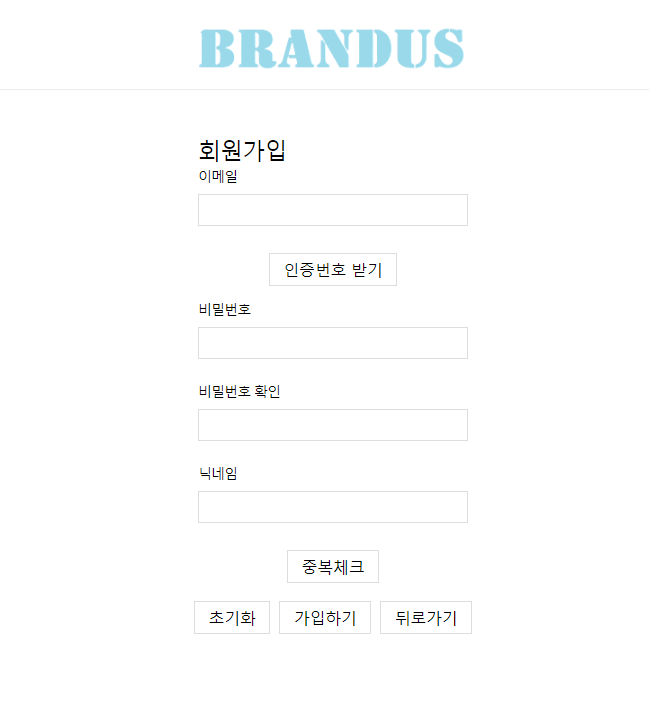 BRANDUS
회원가입
이메일
인증번호 받기
비밀번호
비밀번호 확인
닉네임
중복체크
초기화 가입하기 뒤로가기